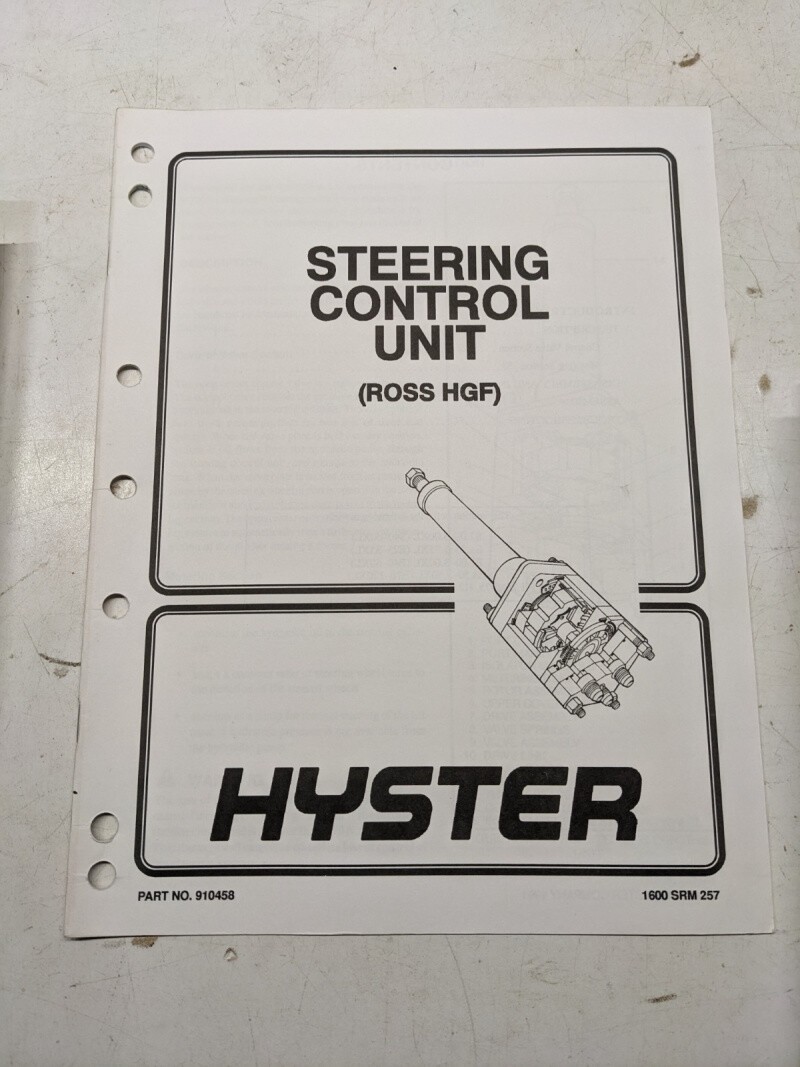 STEERING
CONTROL
UNIT
(ROSS HGF)
HYSTER
PART NO. 910458
1600 SRM 257